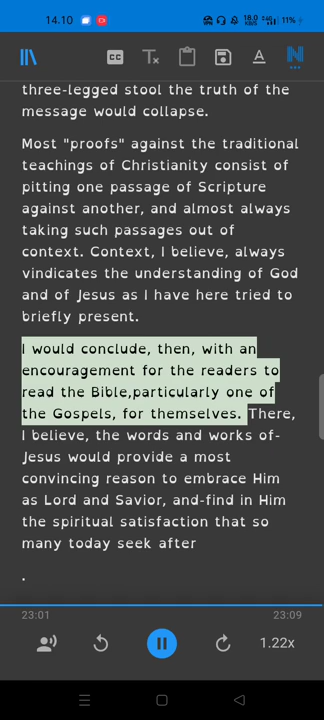 14.10
18.0 KB/S
11%
CC
T×
A
N
three-legged stool the truth of the
message would collapse.
Most "proofs" against the traditional
teachings of Christianity consist of
pitting one passage of Scripture
against another, and almost always
taking such passages out of
context. Context, I believe, always
vindicates the understanding of God
and of Jesus as I have here tried to
briefly present.
I would conclude, then, with an
encouragement for the readers to
read the Bible,particularly one of
the Gospels, for themselves. There,
I believe, the words and works of-
Jesus would provide a most
convincing reason to embrace Him
as Lord and Savior, and-find in Him
the spiritual satisfaction that so
many today seek after
.
23:01
23:09
1.22x